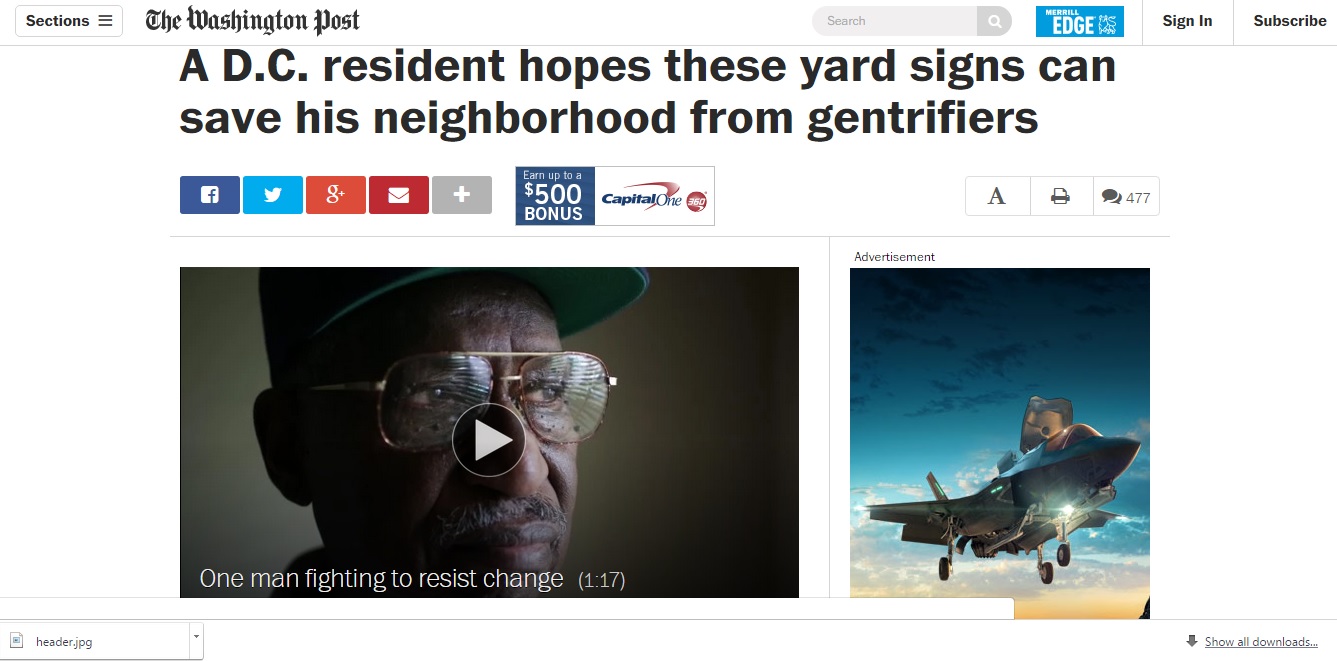 Sections
The Washington Post
Search
MERRILL
EDGE
Sign In
Subscribe
A D.C. resident hopes these yard signs can
save his neighborhood from gentrifiers
g+
Earn up to a
$500
BONUS
Capital One 360
A
477
Advertisement
One man fighting to resist change (1:17)
header.jpg
Show all downloads...